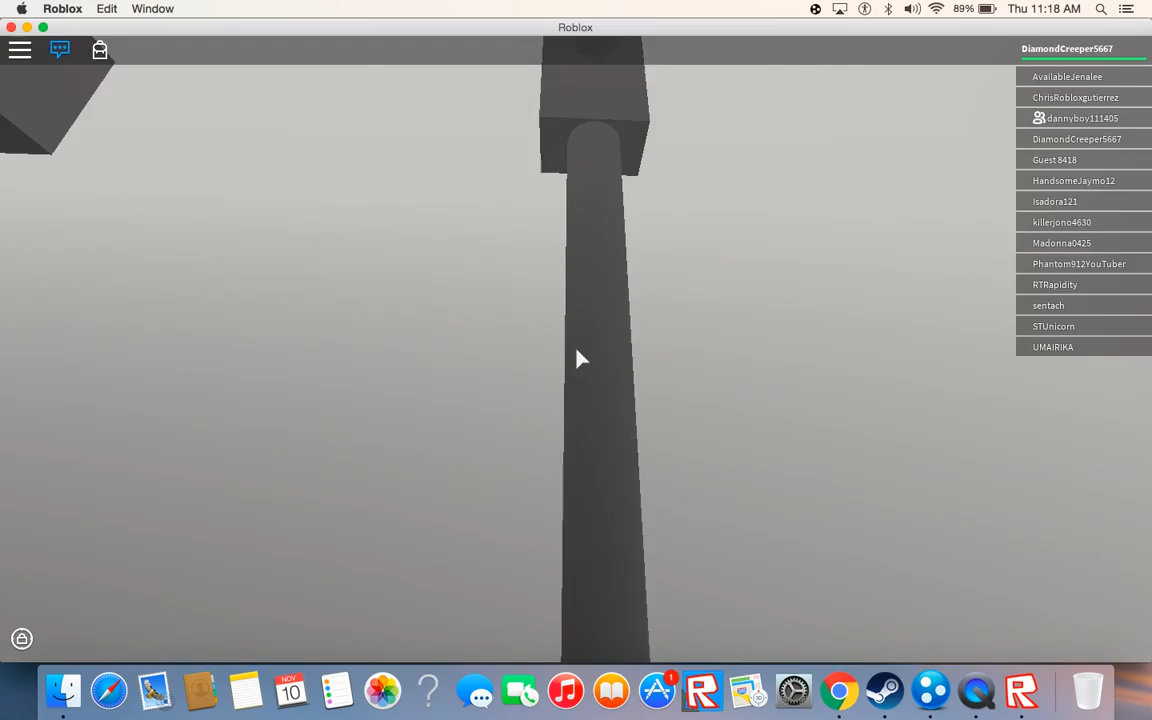 Roblox Edit Window 89% Thu 11:18 AM
Roblox
DiamondCreeper5667
AvailableJenalee
ChrisRobloxgutierrez
dannyboy111405
DiamondCreeper5667
Guest 8418
HandsomeJaymo12
Isadora121
killerjono4630
Madonna0425
Phantom912YouTuber
RTRapidity
sentach
STUnicorn
UMAIRIKA
NOV
10
?
1